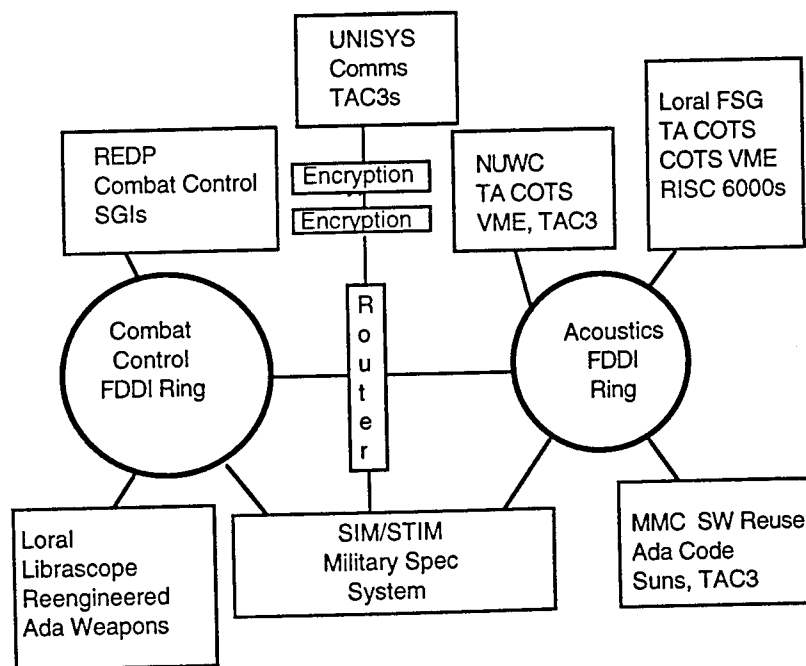 UNISYS
Comms
TAC3s
Loral FSG
TA COTS
COTS VME
RISC 6000s
REDP
Combat Control
SGIs
Encryption
Encryption
NUWC
TA COTS
VME, TAC3
Router
Combat
Control
FDDI Ring
Acoustics
FDDI
Ring
Loral
Librascope
Reengineered
Ada Weapons
SIM/STIM
Military Spec
System
MMC SW Reuse
Ada Code
Suns, TAC3